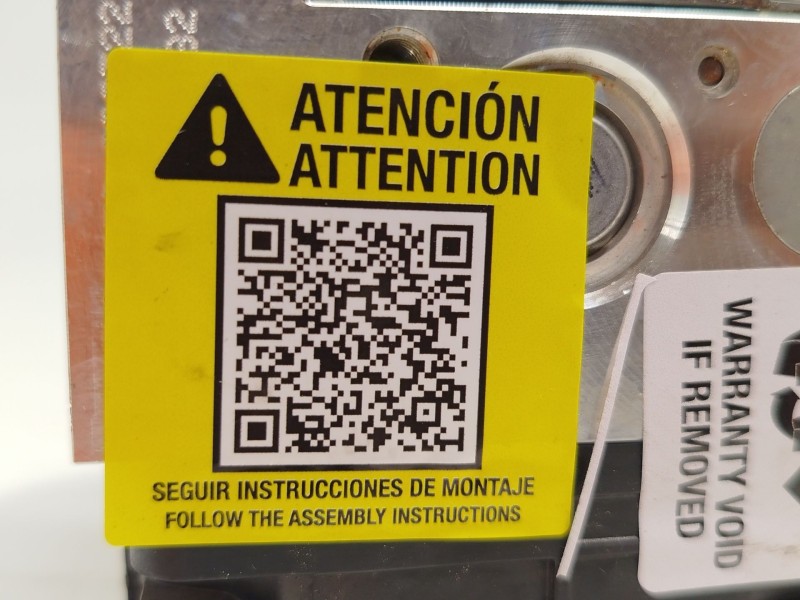 ATENCIÓN
ATTENTION
SEGUIR INSTRUCCIONES DE MONTAJE
FOLLOW THE ASSEMBLY INSTRUCTIONS
WARRANTY VOID
IF REMOVED